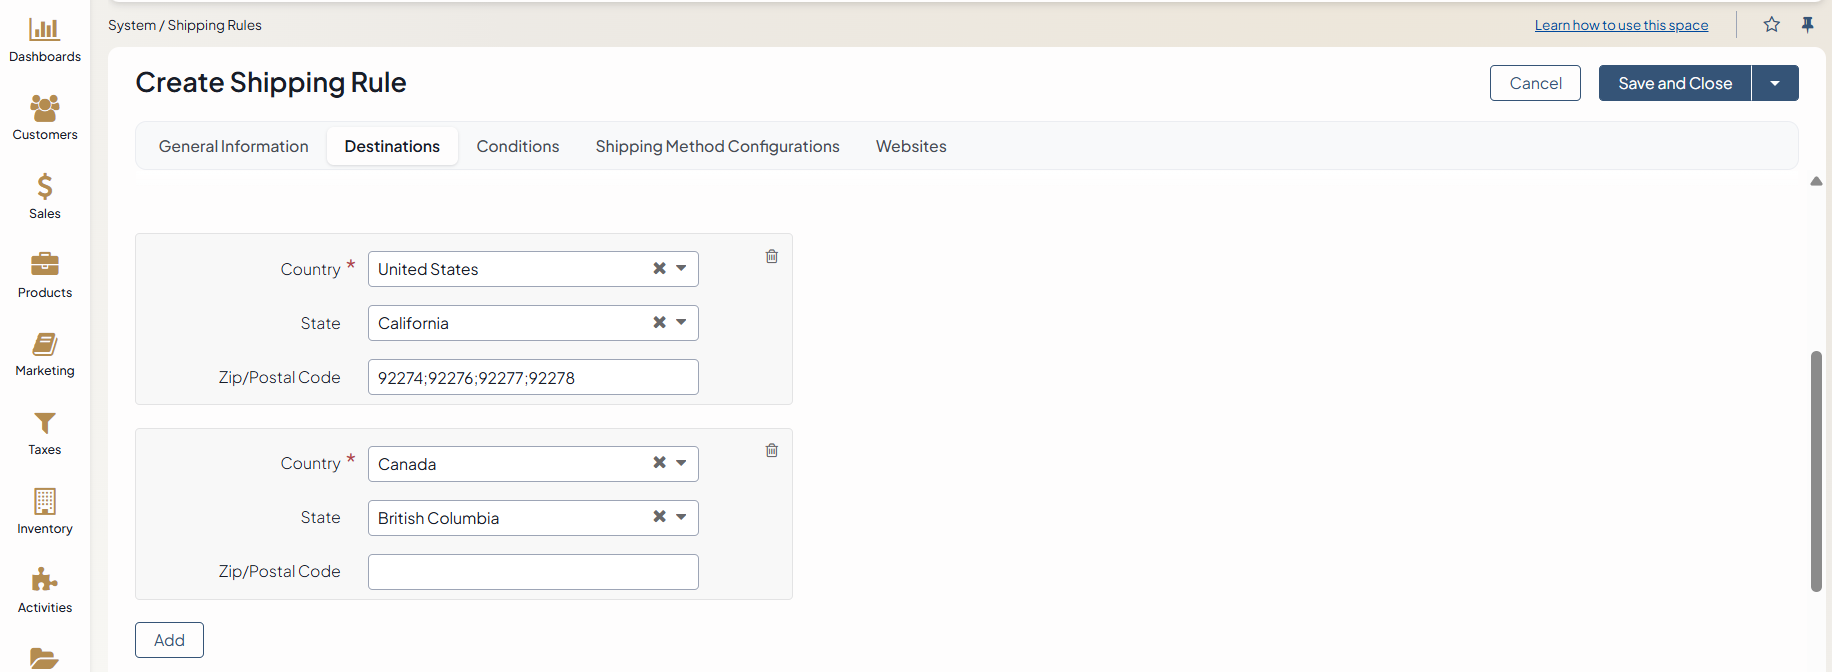 System / Shipping Rules
Learn how to use this space
Dashboards
Customers
Sales
Products
Marketing
Taxes
Inventory
Activities
Create Shipping Rule
Cancel
Save and Close
General Information
Destinations
Conditions
Shipping Method Configurations
Websites
Country *
United States
State
California
Zip/Postal Code
92274;92276;92277;92278
Country *
Canada
State
British Columbia
Zip/Postal Code
Add